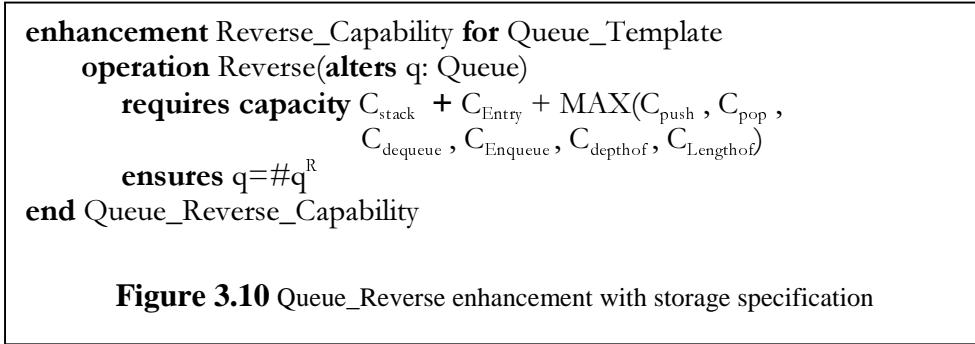 enhancement Reverse_Capability for Queue_Template
operation Reverse(alters q: Queue)
requires capacity C_stack + C_Entry + MAX(C_push , C_pop ,
C_dequeue , C_Enqueue , C_depthof , C_Lengthof)
ensures q=#q^R
end Queue_Reverse_Capability
Figure 3.10 Queue_Reverse enhancement with storage specification